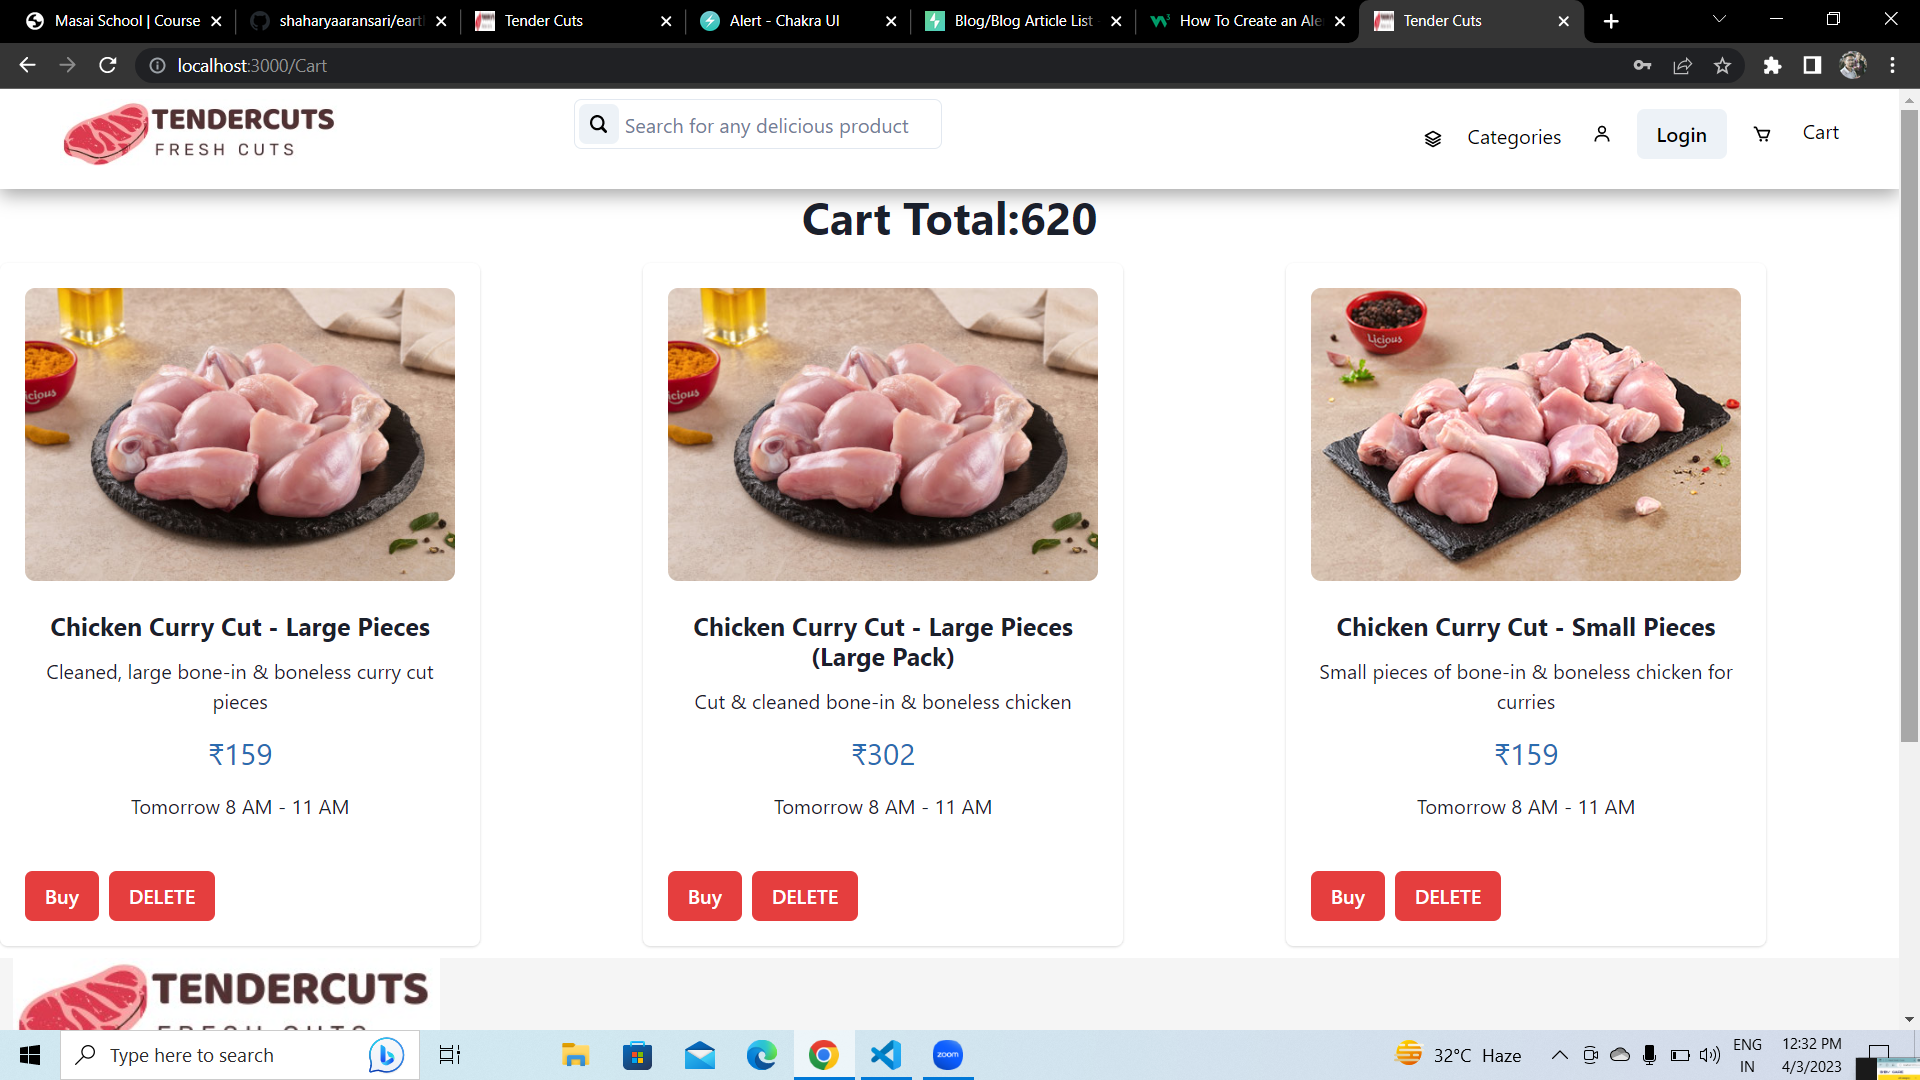 Masai School | Course
shaharyaaransari/eart
Tender Cuts
Alert - Chakra UI
Blog/Blog Article List
How To Create an Ale
Tender Cuts
localhost:3000/Cart
TENDERCUTS
FRESH CUTS
Search for any delicious product
Categories
Login
Cart
Cart Total:620
licious
licious
Licious
Chicken Curry Cut - Large Pieces
Cleaned, large bone-in & boneless curry cut
pieces
₹159
Tomorrow 8 AM - 11 AM
Buy
DELETE
Chicken Curry Cut - Large Pieces
(Large Pack)
Cut & cleaned bone-in & boneless chicken
₹302
Tomorrow 8 AM - 11 AM
Buy
DELETE
Chicken Curry Cut - Small Pieces
Small pieces of bone-in & boneless chicken for
curries
₹159
Tomorrow 8 AM - 11 AM
Buy
DELETE
TENDERCUTS
FRESH CUTS
Type here to search
zoom
32°C Haze
ENG
IN
12:32 PM
4/3/2023